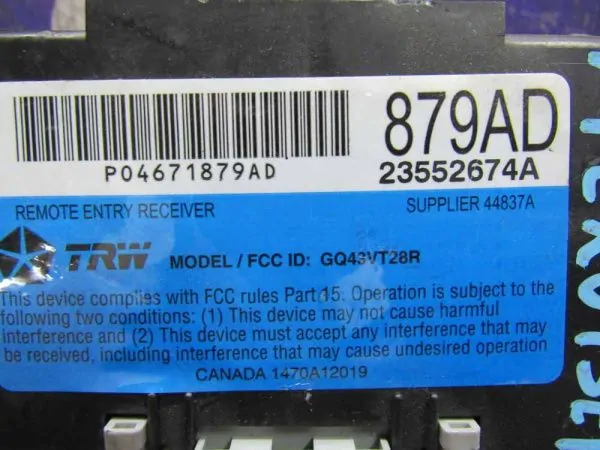 879AD
P04671879AD
23552674A
REMOTE ENTRY RECEIVER
SUPPLIER 44837A
TRW MODEL / FCC ID: GQ43VT28R
This device complies with FCC rules Part 15: Operation is subject to the
following two conditions: (1) This device may not cause harmful
interference and (2) This device must accept any interference that may
be received, including interference that may cause undesired operation
CANADA 1470A12019